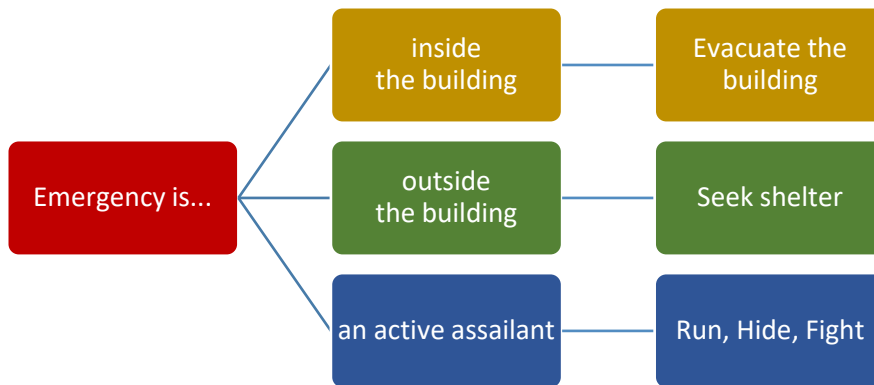 Emergency is...
inside
the building
Evacuate the
building
outside
the building
Seek shelter
an active assailant
Run, Hide, Fight